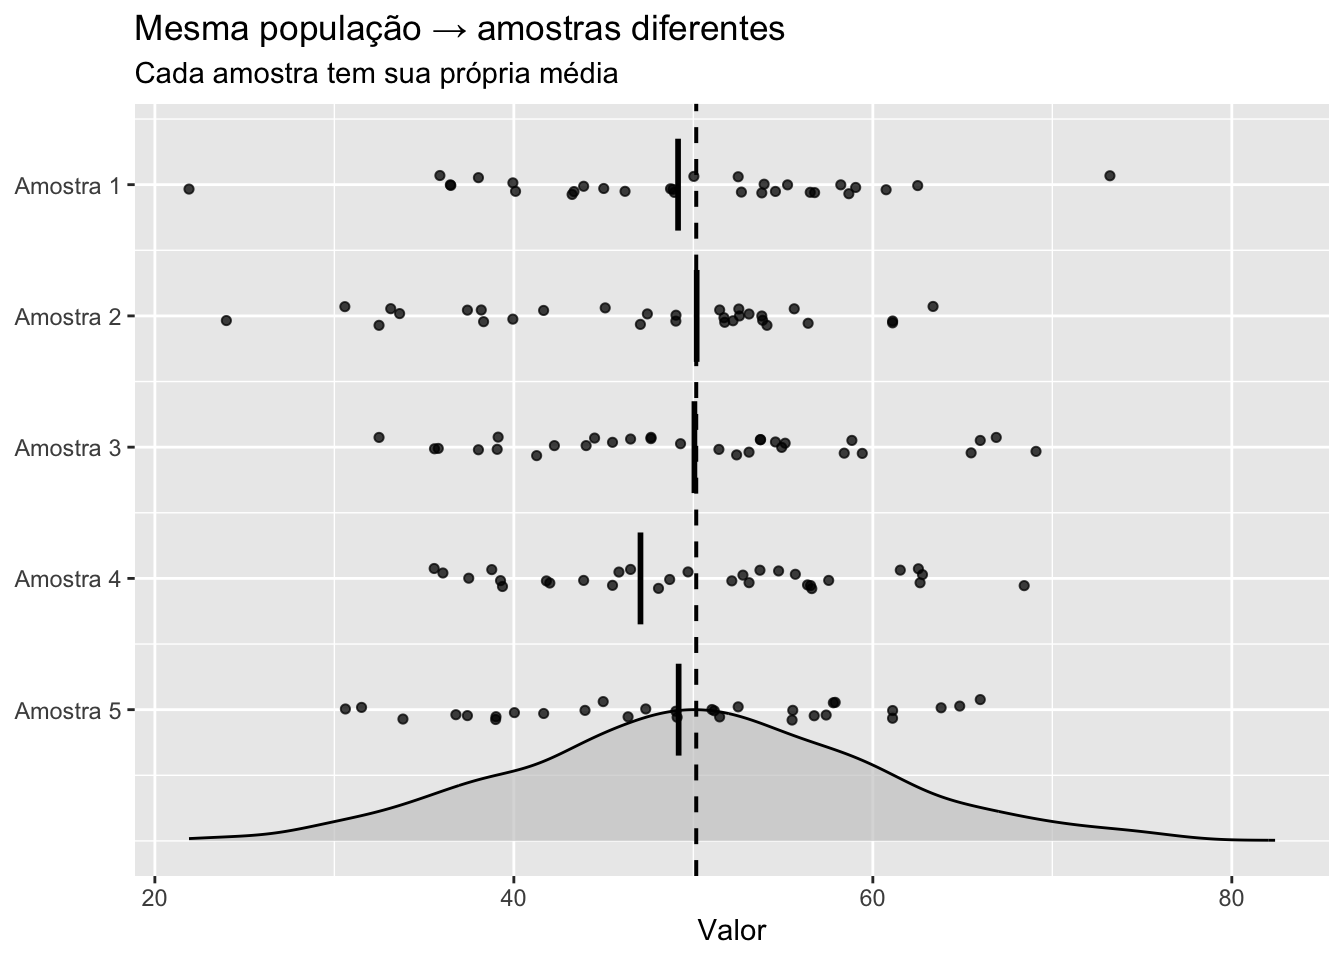 Mesma população → amostras diferentes
Cada amostra tem sua própria média
Amostra 1
Amostra 2
Amostra 3
Amostra 4
Amostra 5
20 40 60 80
Valor